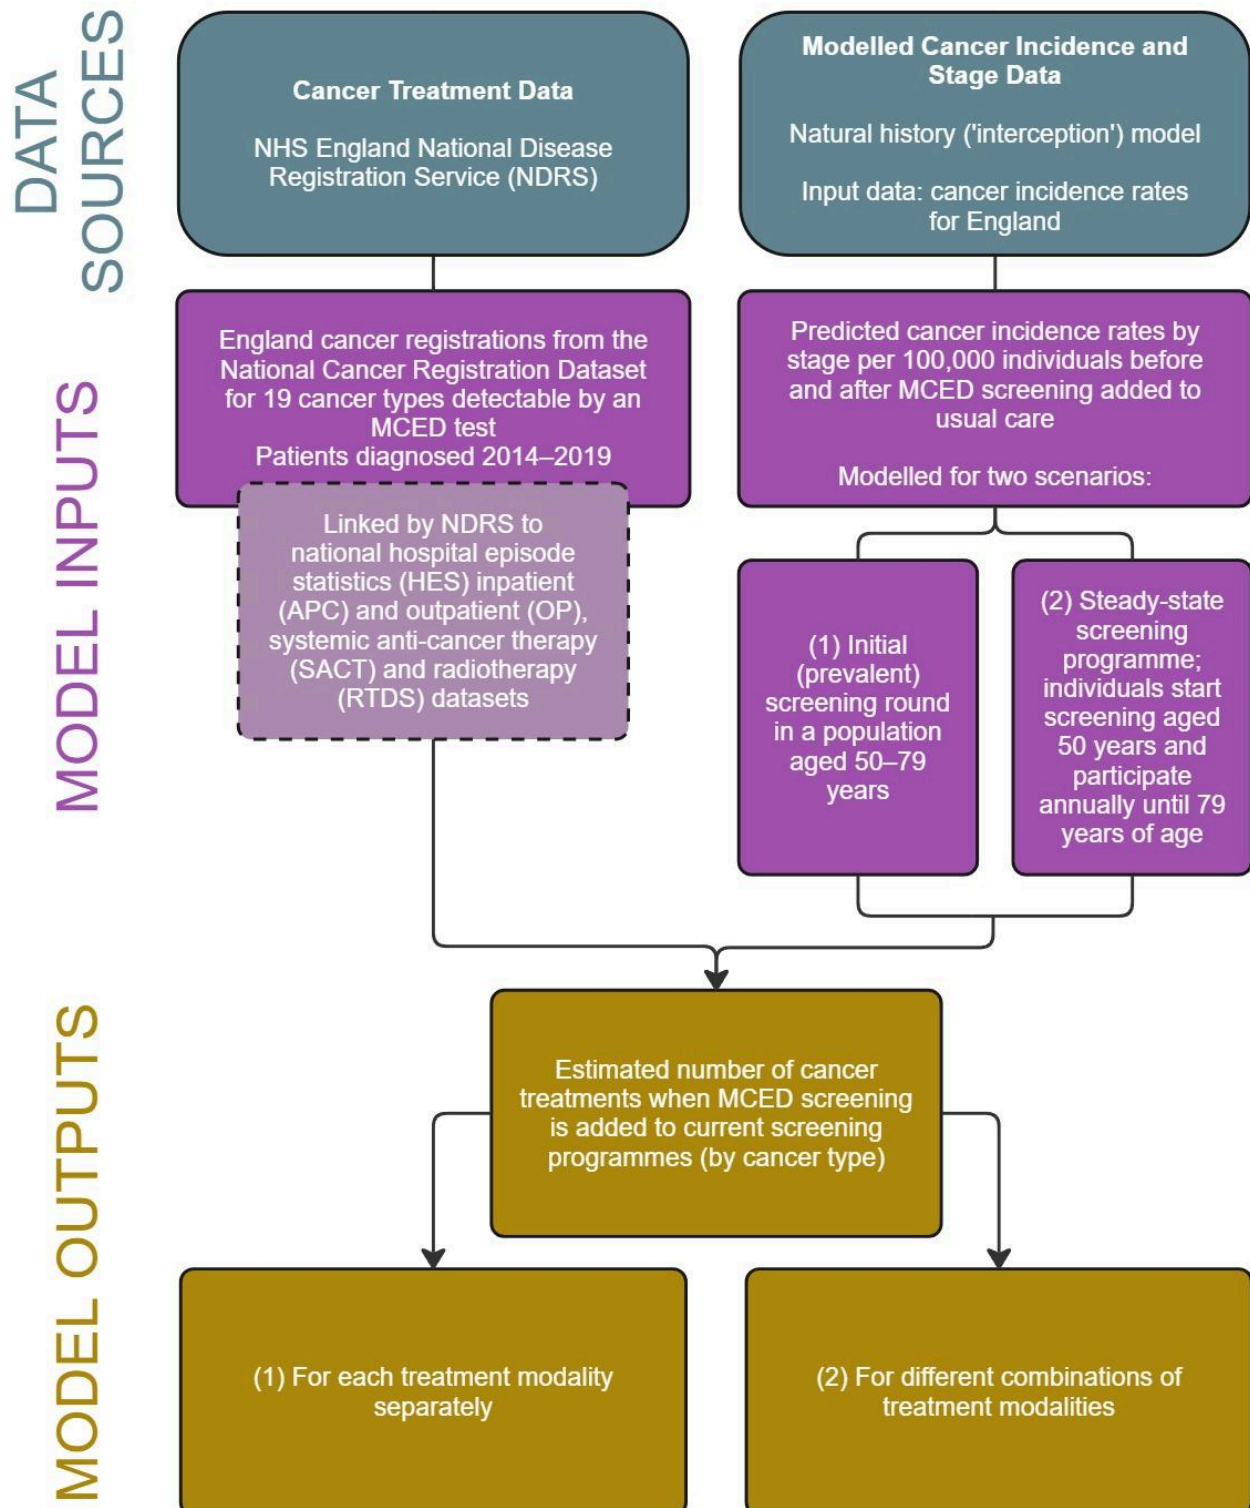 DATA
SOURCES
Cancer Treatment Data
NHS England National Disease
Registration Service (NDRS)
Modelled Cancer Incidence and
Stage Data
Natural history ('interception') model
Input data: cancer incidence rates
for England
MODEL INPUTS
England cancer registrations from the
National Cancer Registration Dataset
for 19 cancer types detectable by an
MCED test
Patients diagnosed 2014–2019
Linked by NDRS to
national hospital episode
statistics (HES) inpatient
(APC) and outpatient (OP),
systemic anti-cancer therapy
(SACT) and radiotherapy
(RTDS) datasets
Predicted cancer incidence rates by
stage per 100,000 individuals before
and after MCED screening added to
usual care
Modelled for two scenarios:
(1) Initial
(prevalent)
screening round
in a population
aged 50–79
years
(2) Steady-state
screening
programme;
individuals start
screening aged
50 years and
participate
annually until 79
years of age
MODEL OUTPUTS
Estimated number of cancer
treatments when MCED screening
is added to current screening
programmes (by cancer type)
(1) For each treatment modality
separately
(2) For different combinations of
treatment modalities